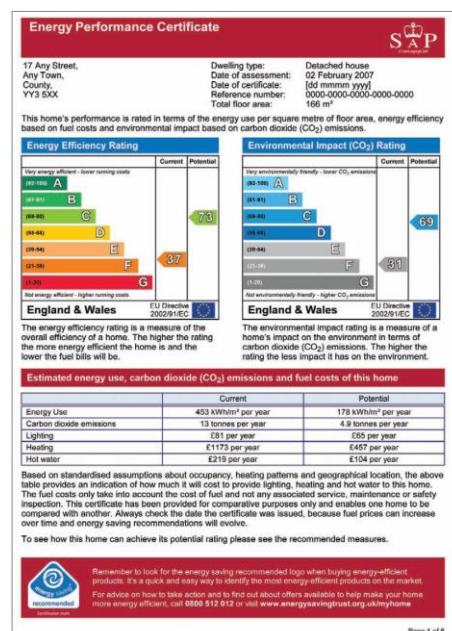 Energy Performance Certificate
SAP
17 Any Street,
Any Town,
County,
YY3 5XX
Dwelling type: Detached house
Date of assessment: 02 February 2007
Date of certificate: [dd mmmm yyyy]
Reference number: 0000-0000-0000-0000-0000
Total floor area: 166 m²
This home's performance is rated in terms of the energy use per square metre of floor area, energy efficiency
based on fuel costs and environmental impact based on carbon dioxide (CO₂) emissions.
Energy Efficiency Rating
Current Potential
Very energy efficient - lower running costs
(92-100) A
(81-91) B
(69-80) C
(55-68) D
(39-54) E
(21-38) F
(1-20) G
73
37
Not energy efficient - higher running costs
England & Wales
EU Directive
2002/91/EC
Environmental Impact (CO₂) Rating
Current Potential
Very environmentally friendly - lower CO₂ emissions
(92-100) A
(81-91) B
(69-80) C
(55-68) D
(39-54) E
(21-38) F
(1-20) G
69
31
Not environmentally friendly - higher CO₂ emissions
England & Wales
EU Directive
2002/91/EC
The energy efficiency rating is a measure of the
overall efficiency of a home. The higher the rating
the more energy efficient the home is and the
lower the fuel bills will be.
The environmental impact rating is a measure of a
home's impact on the environment in terms of
carbon dioxide (CO₂) emissions. The higher the
rating the less impact it has on the environment.
Estimated energy use, carbon dioxide (CO₂) emissions and fuel costs of this home
Current Potential
Energy Use 453 kWh/m² per year 178 kWh/m² per year
Carbon dioxide emissions 13 tonnes per year 4.9 tonnes per year
Lighting £81 per year £65 per year
Heating £1173 per year £457 per year
Hot water £219 per year £104 per year
Based on standardised assumptions about occupancy, heating patterns and geographical location, the above
table provides an indication of how much it will cost to provide lighting, heating and hot water to this home.
The fuel costs only take into account the cost of fuel and not any associated service, maintenance or safety
inspection. This certificate has been provided for comparative purposes only and enables one home to be
compared with another. Always check the date the certificate was issued, because fuel prices can increase
over time and energy saving recommendations will evolve.
To see how this home can achieve its potential rating please see the recommended measures.
energy saving
recommended
Certification mark
Remember to look for the energy saving recommended logo when buying energy-efficient
products. It's a quick and easy way to identify the most energy-efficient products on the market.
For advice on how to take action and to find out about offers available to help make your home
more energy efficient, call 0800 512 012 or visit www.energysavingtrust.org.uk/myhome